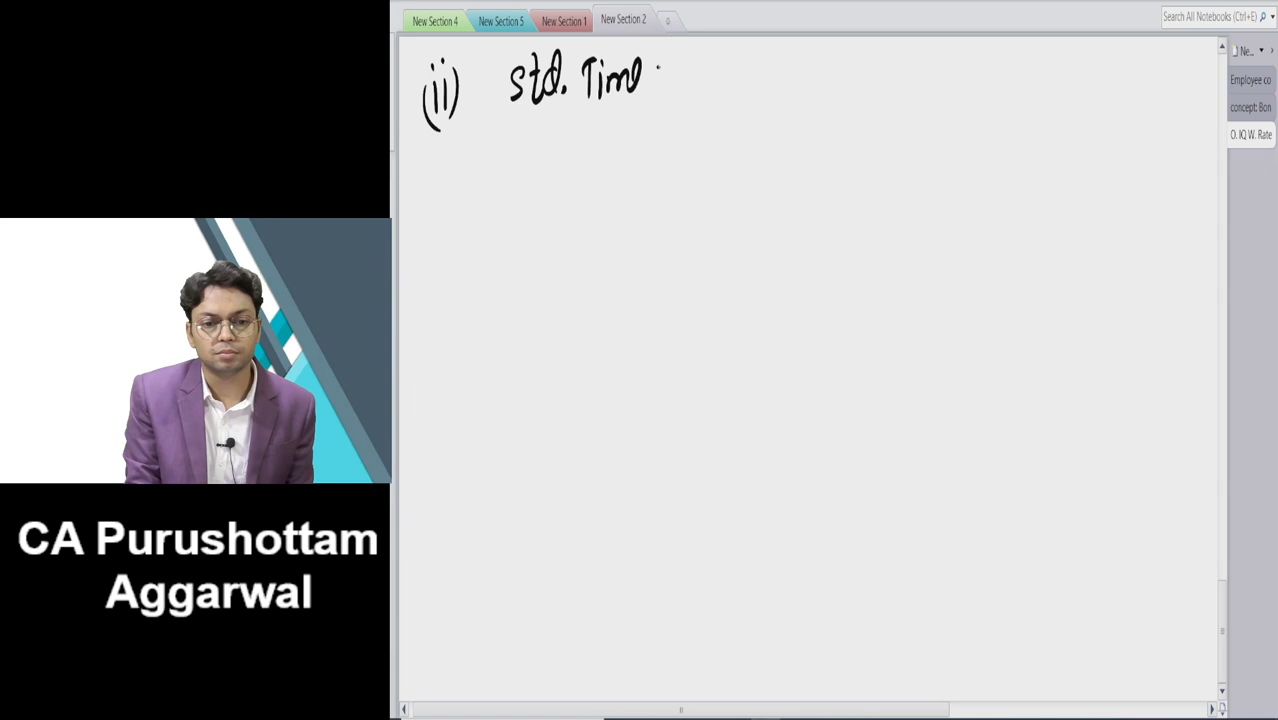 New Section 4
New Section 5
New Section 1
New Section 2
Search All Notebooks (Ctrl+E)
Ne...
Employee co
concept: Bon
O. IQ W. Rate
(ii) Std. Time
CA Purushottam
Aggarwal